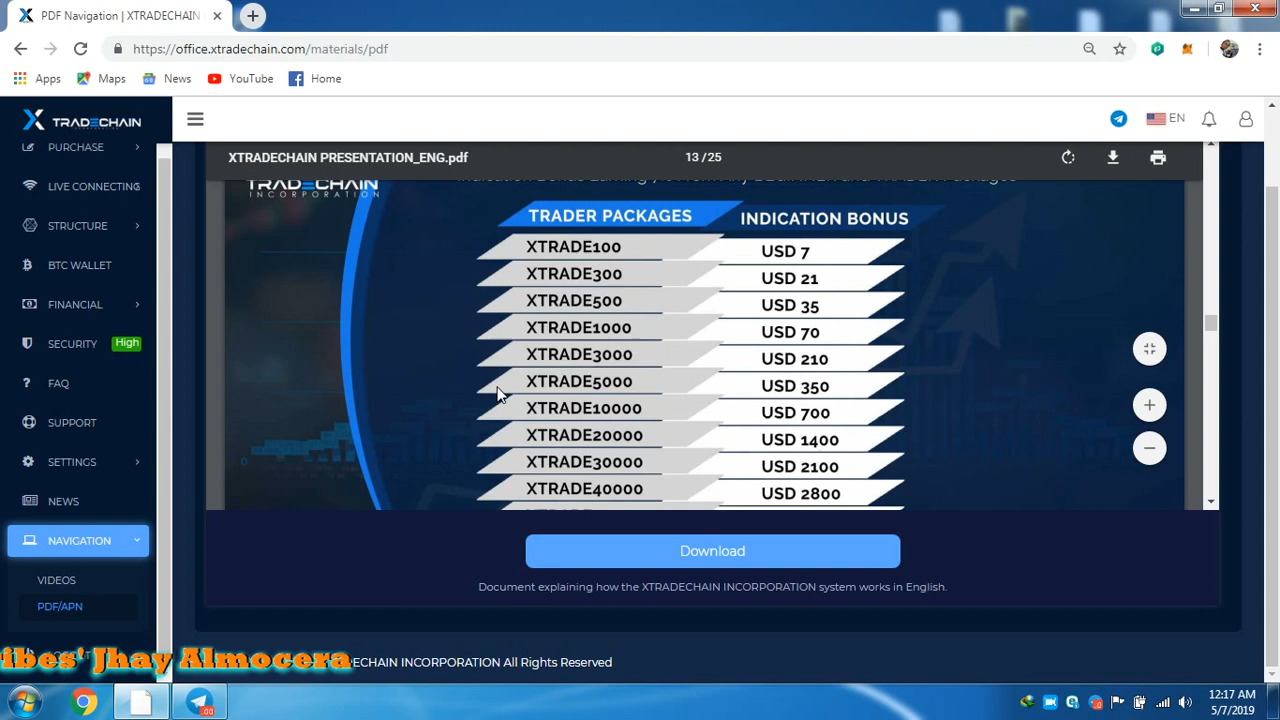 PDF Navigation | XTRADECHAIN
https://office.xtradechain.com/materials/pdf
Apps Maps News YouTube Home
TRADECHAIN
EN
PURCHASE
LIVE CONNECTING
STRUCTURE
BTC WALLET
FINANCIAL
SECURITY High
FAQ
SUPPORT
SETTINGS
NEWS
NAVIGATION
VIDEOS
PDF/APN
XTRADECHAIN PRESENTATION_ENG.pdf 13 / 25
TRADECHAIN
INCORPORATION
TRADER PACKAGES INDICATION BONUS
XTRADE100 USD 7
XTRADE300 USD 21
XTRADE500 USD 35
XTRADE1000 USD 70
XTRADE3000 USD 210
XTRADE5000 USD 350
XTRADE10000 USD 700
XTRADE20000 USD 1400
XTRADE30000 USD 2100
XTRADE40000 USD 2800
Download
Document explaining how the XTRADECHAIN INCORPORATION system works in English.
ibes' Jhay Almocera
DECHAIN INCORPORATION All Rights Reserved
12:17 AM
5/7/2019